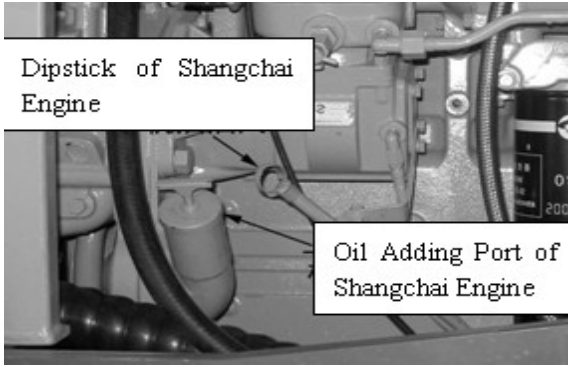 Dipstick of Shangchai
Engine
Oil Adding Port of
Shangchai Engine